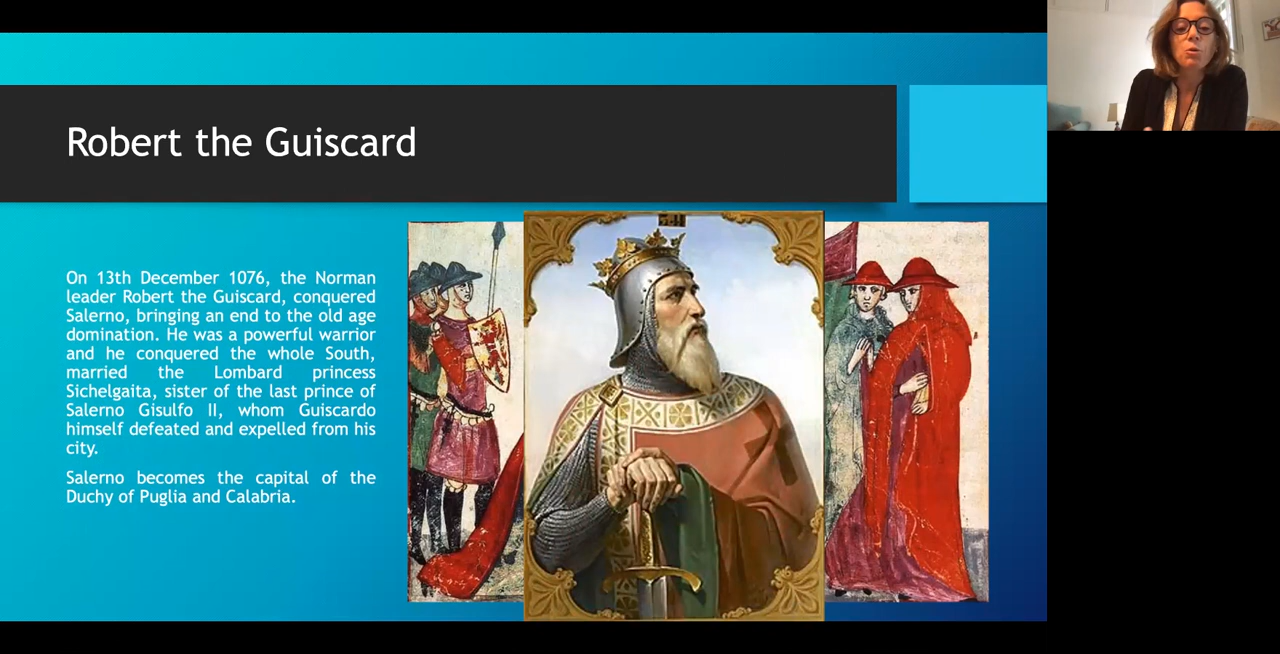 Robert the Guiscard
On 13th December 1076, the Norman
leader Robert the Guiscard, conquered
Salerno, bringing an end to the old age
domination. He was a powerful warrior
and he conquered the whole South,
married the Lombard princess
Sichelgaita, sister of the last prince of
Salerno Gisulfo II, whom Guiscardo
himself defeated and expelled from his
city.
Salerno becomes the capital of the
Duchy of Puglia and Calabria.